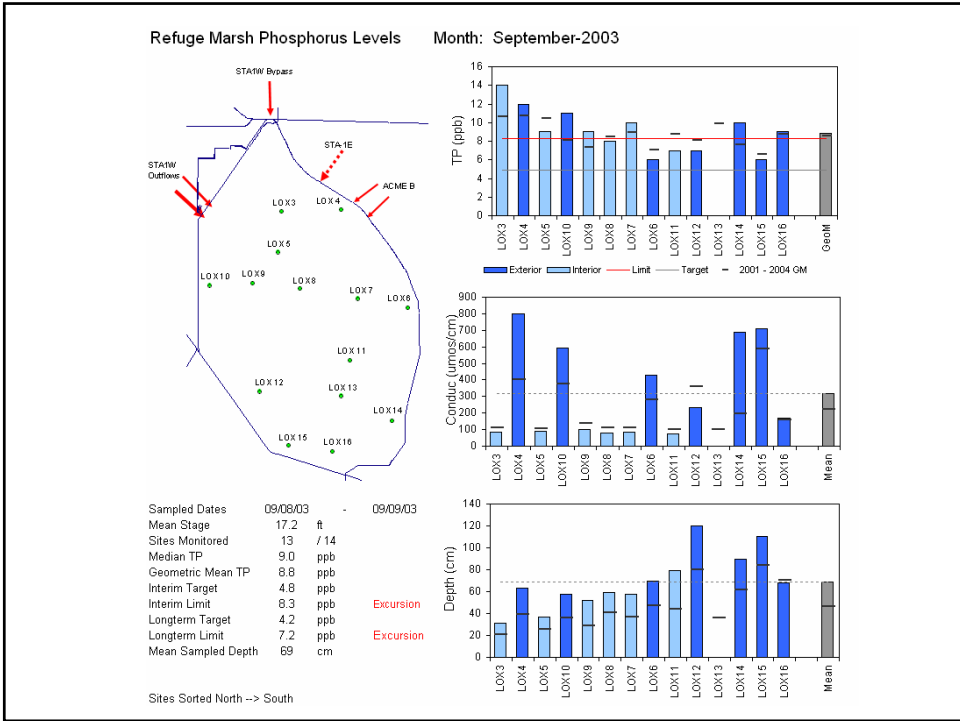 Refuge Marsh Phosphorus Levels Month: September-2003
STA1W Bypass
STA-1E
STA1W
Outflows
ACME B
LOX3
LOX4
LOX5
LOX10
LOX9
LOX8
LOX7
LOX6
LOX11
LOX12
LOX13
LOX14
LOX15
LOX16
TP (ppb)
16
14
12
10
8
6
4
2
0
LOX3 LOX4 LOX5 LOX10 LOX9 LOX8 LOX7 LOX6 LOX11 LOX12 LOX13 LOX14 LOX15 LOX16 GeoM
Exterior Interior Limit Target 2001 - 2004 GM
Conduc (umos/cm)
900
800
700
600
500
400
300
200
100
0
LOX3 LOX4 LOX5 LOX10 LOX9 LOX8 LOX7 LOX6 LOX11 LOX12 LOX13 LOX14 LOX15 LOX16 Mean
Depth (cm)
140
120
100
80
60
40
20
0
LOX3 LOX4 LOX5 LOX10 LOX9 LOX8 LOX7 LOX6 LOX11 LOX12 LOX13 LOX14 LOX15 LOX16 Mean
Sampled Dates 09/08/03 - 09/09/03
Mean Stage 17.2 ft
Sites Monitored 13 / 14
Median TP 9.0 ppb
Geometric Mean TP 8.8 ppb
Interim Target 4.8 ppb
Interim Limit 8.3 ppb Excursion
Longterm Target 4.2 ppb
Longterm Limit 7.2 ppb Excursion
Mean Sampled Depth 69 cm
Sites Sorted North --> South